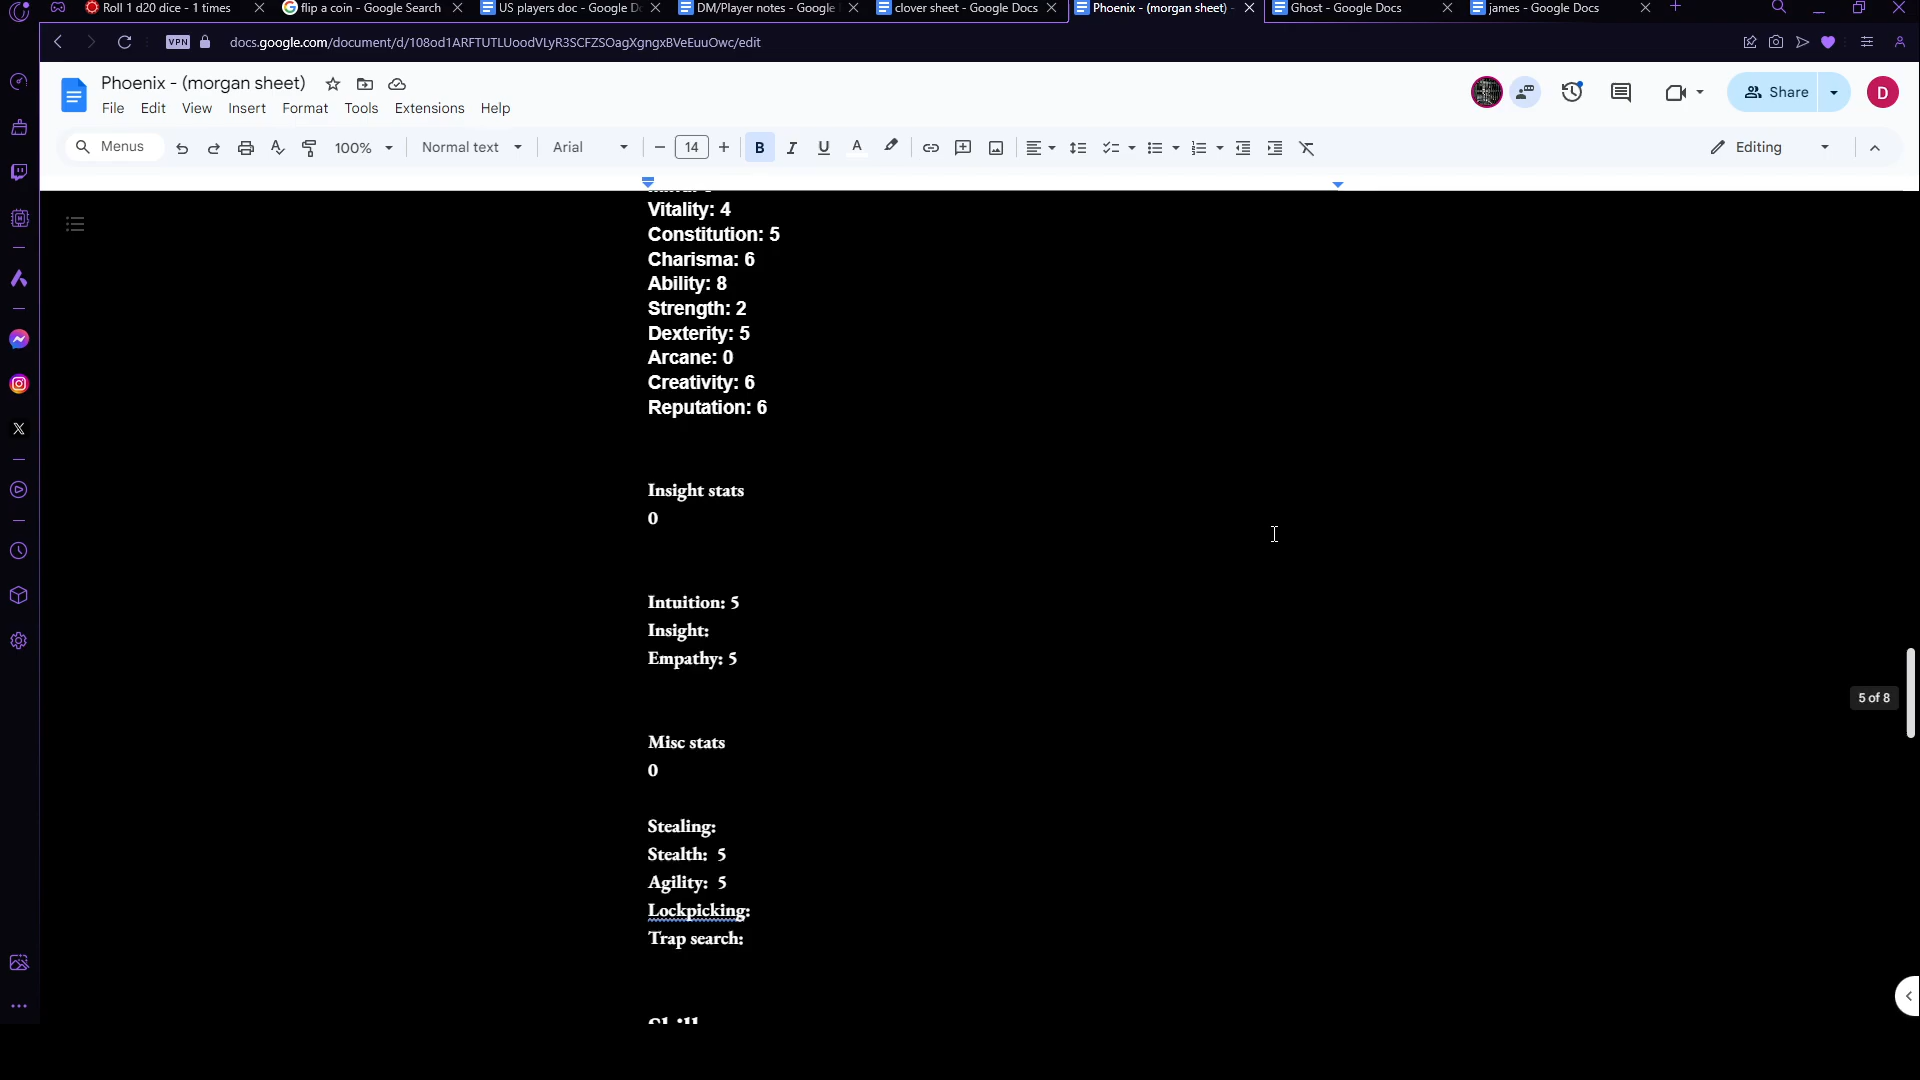 Roll 1 d20 dice - 1 times
flip a coin - Google Search
US players doc - Google D
DM/Player notes - Google
clover sheet - Google Docs
Phoenix - (morgan sheet) -
Ghost - Google Docs
james - Google Docs
VPN
docs.google.com/document/d/108od1ARFTUTLUoodVLyR3SCFZSOagXgngxBVeEuuOwc/edit
Phoenix - (morgan sheet)
File Edit View Insert Format Tools Extensions Help
Share
D
Menus
100%
Normal text
Arial
14
B I U A
Editing
Vitality: 4
Constitution: 5
Charisma: 6
Ability: 8
Strength: 2
Dexterity: 5
Arcane: 0
Creativity: 6
Reputation: 6
Insight stats
0
Intuition: 5
Insight:
Empathy: 5
5 of 8
Misc stats
0
Stealing:
Stealth: 5
Agility: 5
Lockpicking:
Trap search: